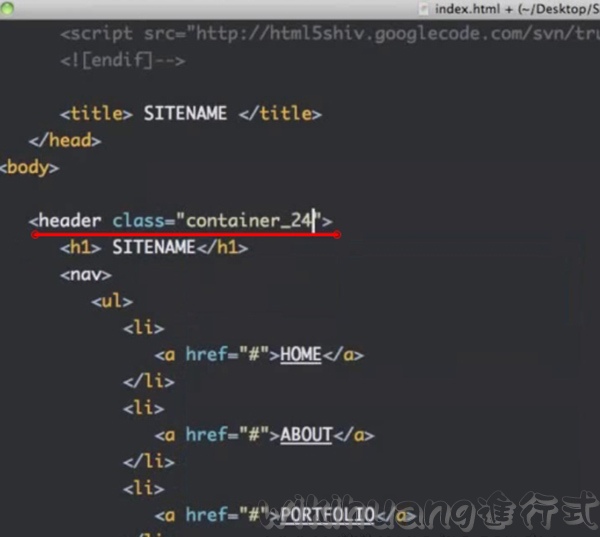 index.html + (~/Desktop/S
<script src="http://html5shiv.googlecode.com/svn/tru
<![endif]-->
<title> SITENAME </title>
</head>
<body>
<header class="container_24">
<h1> SITENAME</h1>
<nav>
<ul>
<li>
<a href="#">HOME</a>
</li>
<li>
<a href="#">ABOUT</a>
</li>
<li>
<a href="#">PORTFOLIO</a>
wikihuang進行式